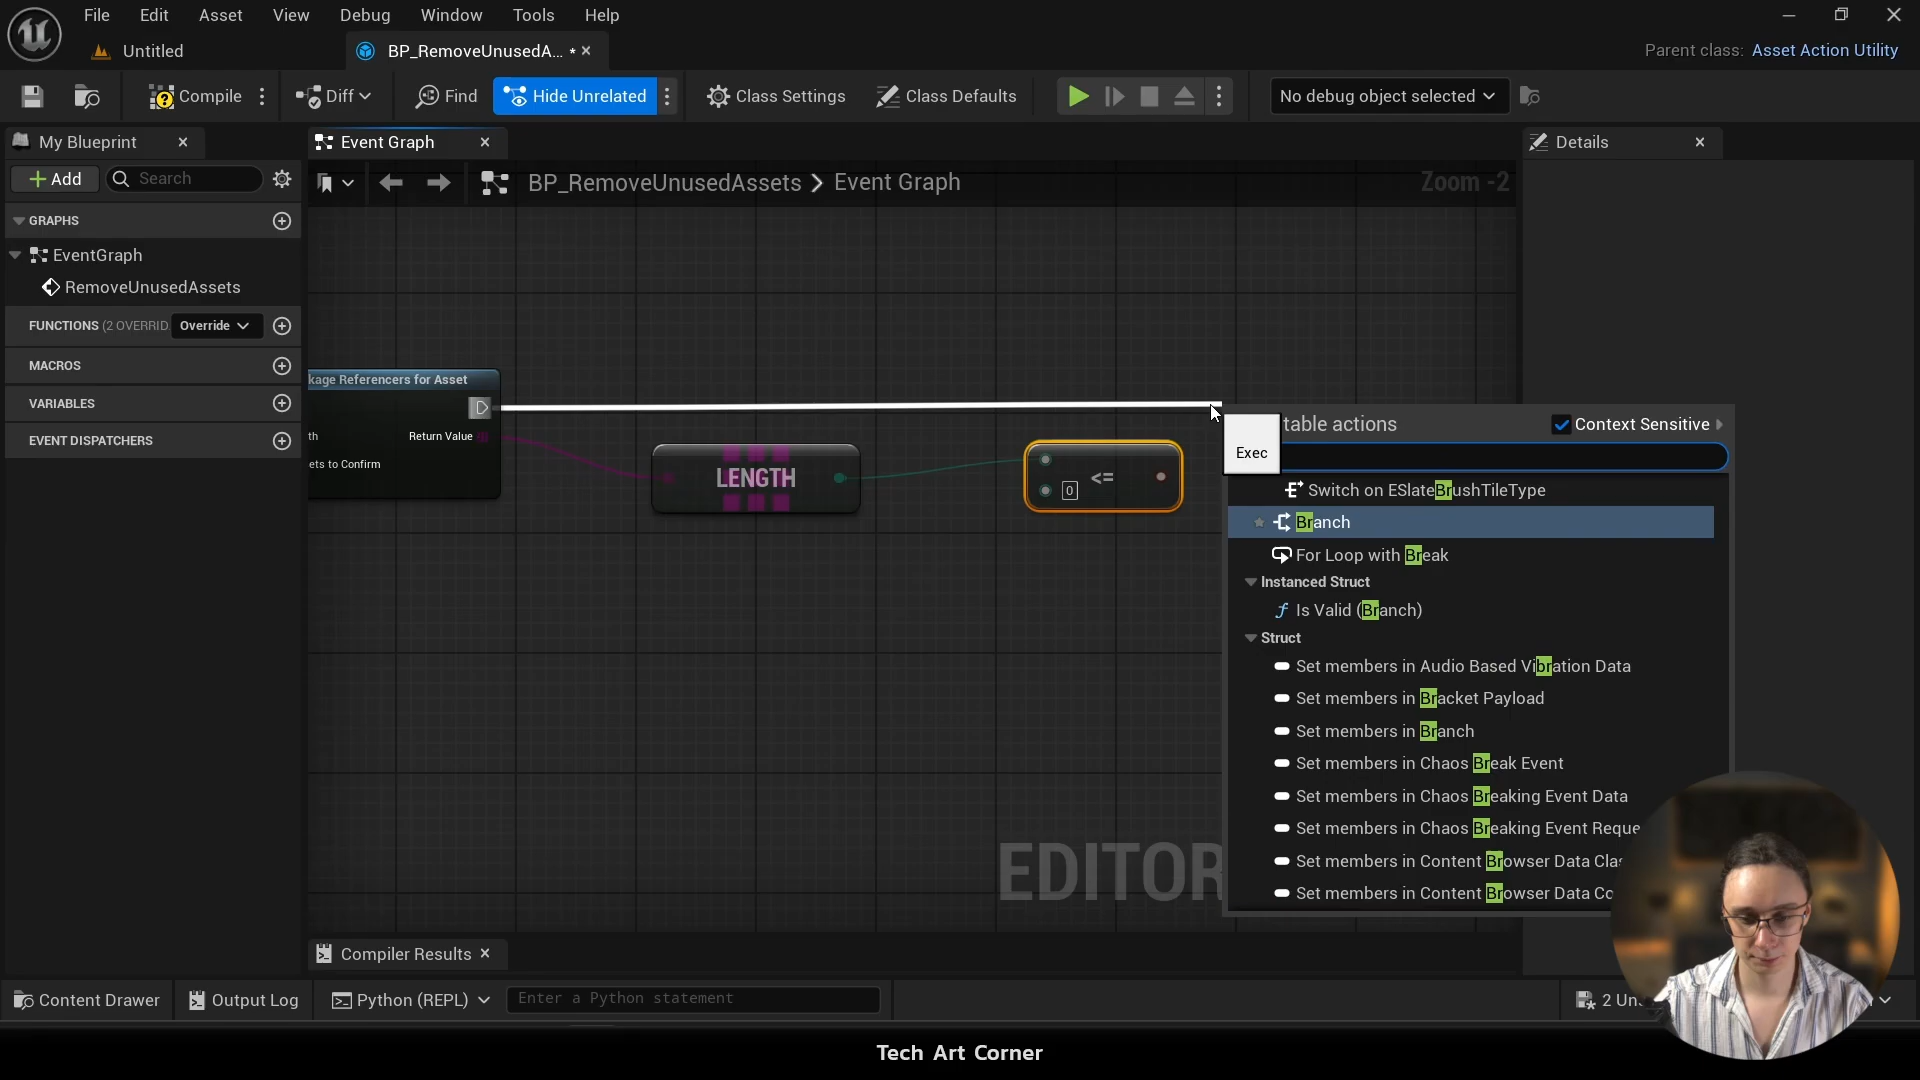 File Edit Asset View Debug Window Tools Help
Untitled
BP_RemoveUnusedA... *
Parent class: Asset Action Utility
Compile
Diff
Find
Hide Unrelated
Class Settings
Class Defaults
No debug object selected
My Blueprint
Event Graph
Details
Add
Search
BP_RemoveUnusedAssets > Event Graph
Zoom -2
GRAPHS
EventGraph
RemoveUnusedAssets
FUNCTIONS (2 OVERRID
Override
MACROS
VARIABLES
EVENT DISPATCHERS
kage Referencers for Asset
th
Return Value
ets to Confirm
LENGTH
0
<=
Exec
table actions
Context Sensitive
Switch on ESlateBrushTileType
Branch
For Loop with Break
Instanced Struct
Is Valid (Branch)
Struct
Set members in Audio Based Vibration Data
Set members in Bracket Payload
Set members in Branch
Set members in Chaos Break Event
Set members in Chaos Breaking Event Data
Set members in Chaos Breaking Event Reque
Set members in Content Browser Data Clas
Set members in Content Browser Data Co
EDITOR
Compiler Results
Content Drawer
Output Log
Python (REPL)
Enter a Python statement
2 Uns
Tech Art Corner